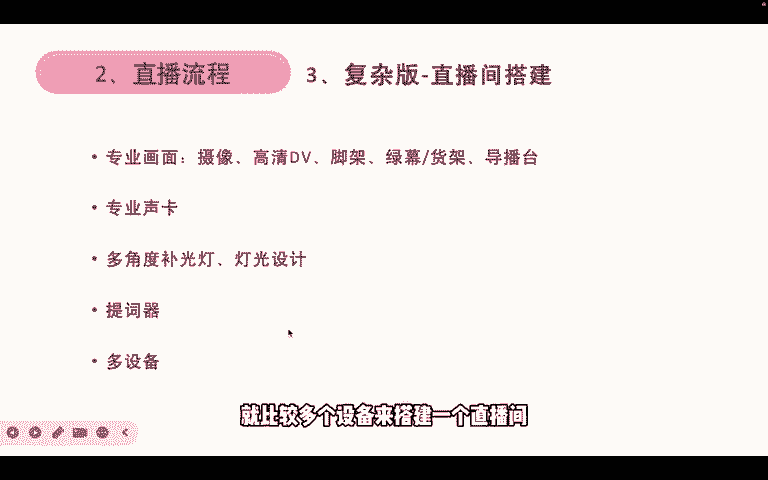 2、直播流程
3、复杂版-直播间搭建
• 专业画面：摄像、高清DV、脚架、绿幕/货架、导播台
• 专业声卡
• 多角度补光灯、灯光设计
• 提词器
• 多设备
就比较多个设备来搭建一个直播间